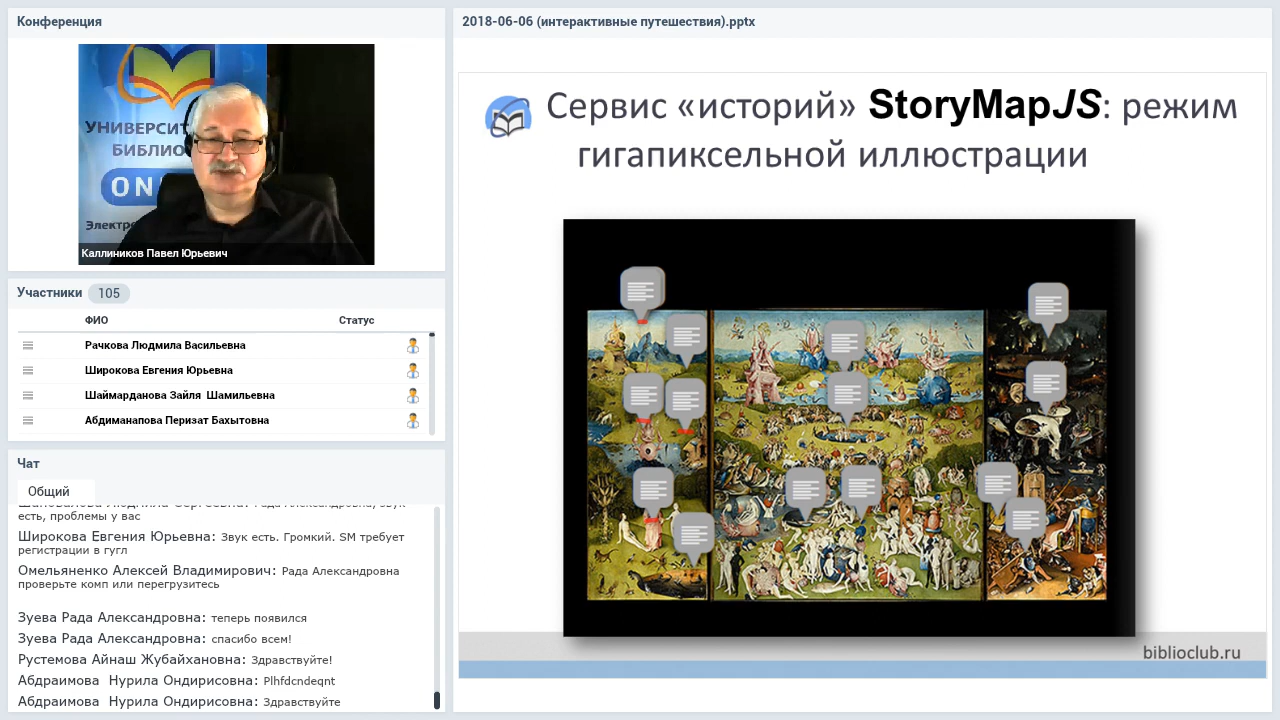 Конференция
УНИВЕРСИТ
БИБЛИО
ON
Электро
Каллиников Павел Юрьевич
Участники 105
ФИО Статус
Рачкова Людмила Васильевна
Широкова Евгения Юрьевна
Шаймарданова Зайля Шамильевна
Абдиманапова Перизат Бахытовна
Чат
Общий
есть, проблемы у вас
Широкова Евгения Юрьевна: Звук есть. Громкий. SM требует
регистрации в гугл
Омельяненко Алексей Владимирович: Рада Александровна
проверьте комп или перегрузитесь
Зуева Рада Александровна: теперь появился
Зуева Рада Александровна: спасибо всем!
Рустемова Айнаш Жубайхановна: Здравствуйте!
Абдраимова Нурила Ондирисовна: Plhfdcndeqnt
Абдраимова Нурила Ондирисовна: Здравствуйте
2018-06-06 (интерактивные путешествия).pptx
Сервис «историй» StoryMapJS: режим
гигапиксельной иллюстрации
biblioclub.ru